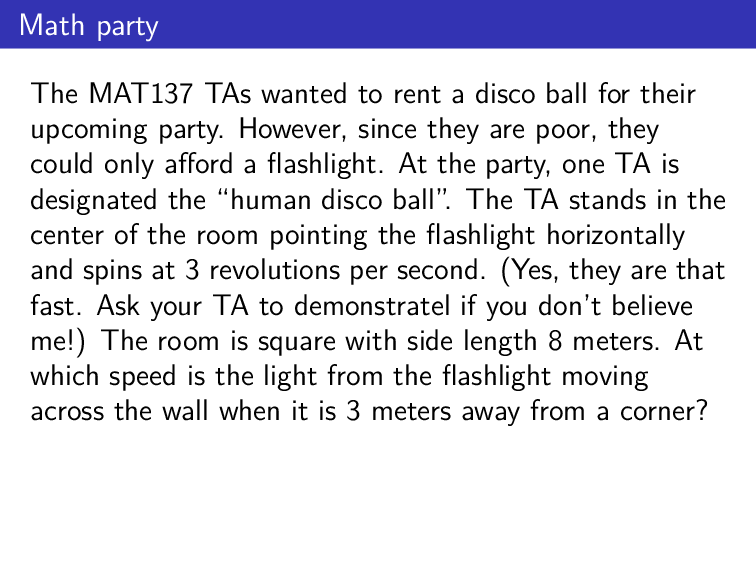 Math party
The MAT137 TAs wanted to rent a disco ball for their
upcoming party. However, since they are poor, they
could only afford a flashlight. At the party, one TA is
designated the “human disco ball”. The TA stands in the
center of the room pointing the flashlight horizontally
and spins at 3 revolutions per second. (Yes, they are that
fast. Ask your TA to demonstratel if you don’t believe
me!) The room is square with side length 8 meters. At
which speed is the light from the flashlight moving
across the wall when it is 3 meters away from a corner?